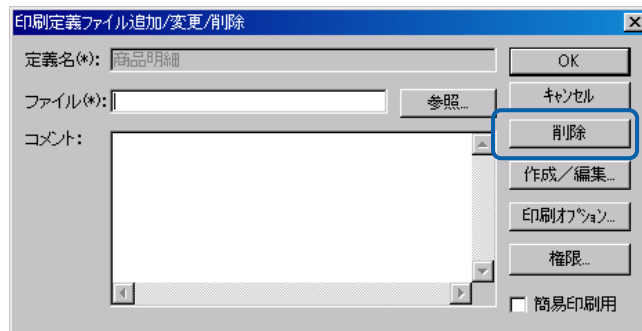 印刷定義ファイル追加/変更/削除
定義名(*): 商品明細
OK
ファイル(*):
参照...
キャンセル
コメント:
削除
作成／編集...
印刷オプション...
権限...
簡易印刷用